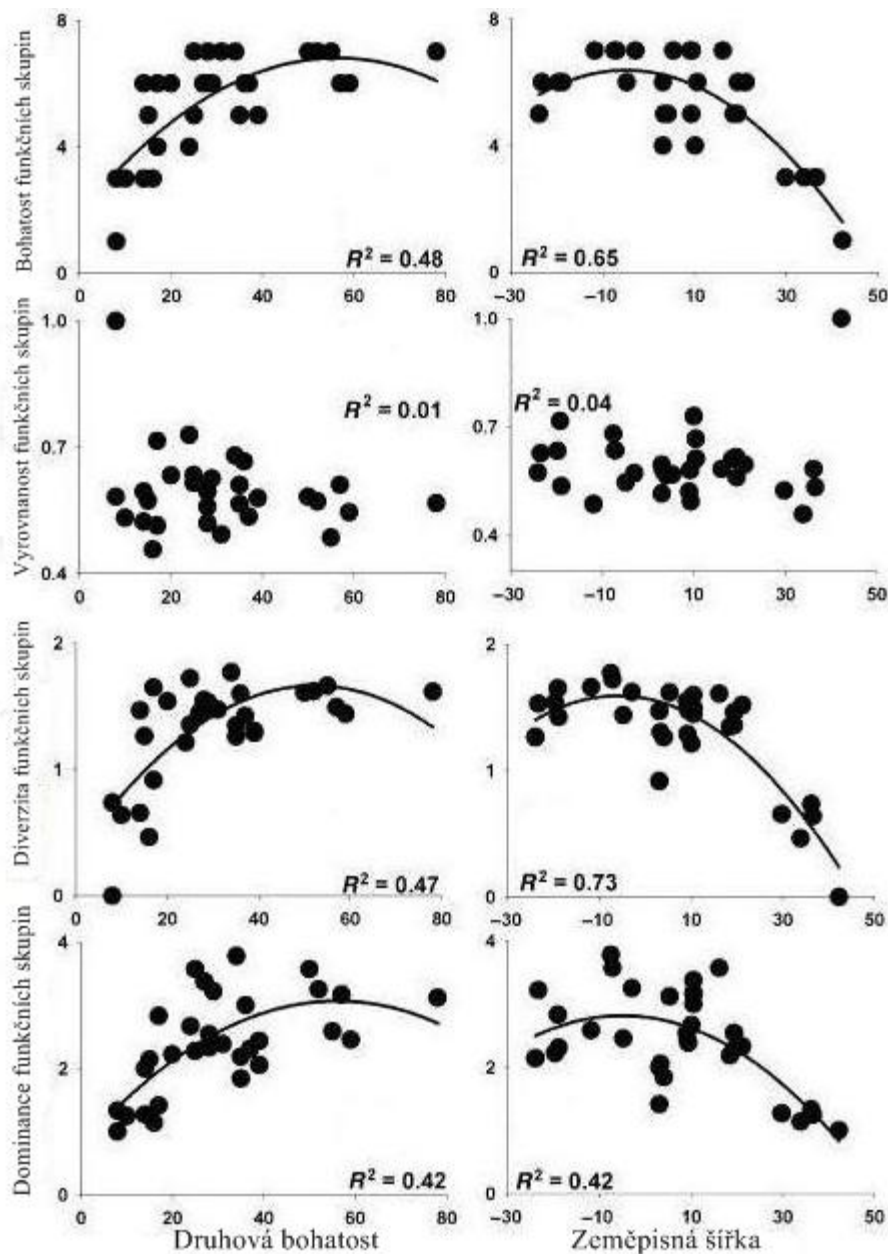 Bohatost funkčních skupin
8
4
0
0 20 40 60 80
R² = 0.48
8
4
0
–30 –10 10 30 50
R² = 0.65
Vyrovnanost funkčních skupin
1.0
0.7
0.4
0 20 40 60 80
R² = 0.01
1.0
0.7
0.4
–30 –10 10 30 50
R² = 0.04
Diverzita funkčních skupin
2
1
0
0 20 40 60 80
R² = 0.47
2
1
0
–30 –10 10 30 50
R² = 0.73
Dominance funkčních skupin
4
2
0
0 20 40 60 80
R² = 0.42
4
2
0
–30 –10 10 30 50
R² = 0.42
Druhová bohatost
Zeměpisná šířka